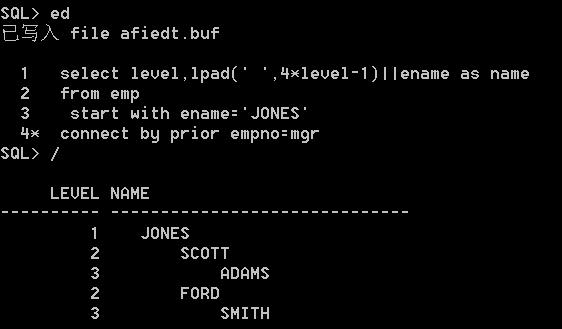 SQL> ed
已写入 file afiedt.buf
  1  select level,lpad(' ',4*level-1)||ename as name
  2  from emp
  3   start with ename='JONES'
  4* connect by prior empno=mgr
SQL> /
     LEVEL NAME
---------- ------------------------------
         1    JONES
         2        SCOTT
         3            ADAMS
         2        FORD
         3            SMITH